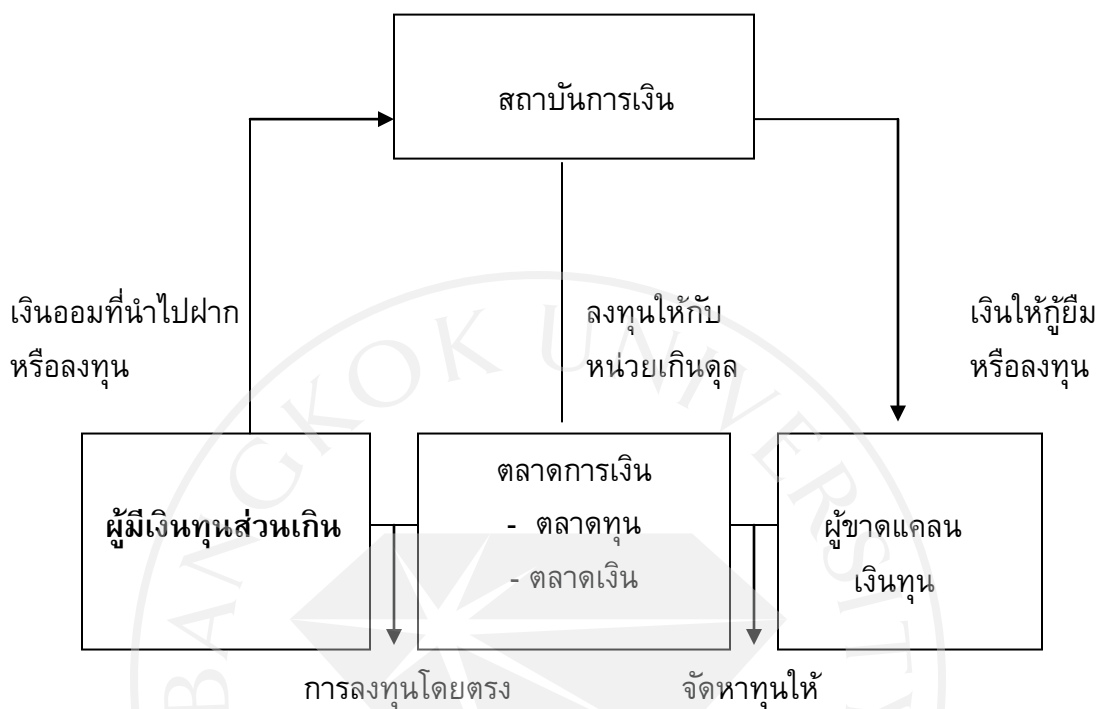 สถาบันการเงิน
เงินออมที่นำไปฝาก
หรือลงทุน
ลงทุนให้กับ
หน่วยเกินดุล
เงินให้กู้ยืม
หรือลงทุน
ผู้มีเงินทุนส่วนเกิน
ตลาดการเงิน
- ตลาดทุน
- ตลาดเงิน
ผู้ขาดแคลน
เงินทุน
การลงทุนโดยตรง
จัดหาทุนให้
BANGKOK UNIVERSITY